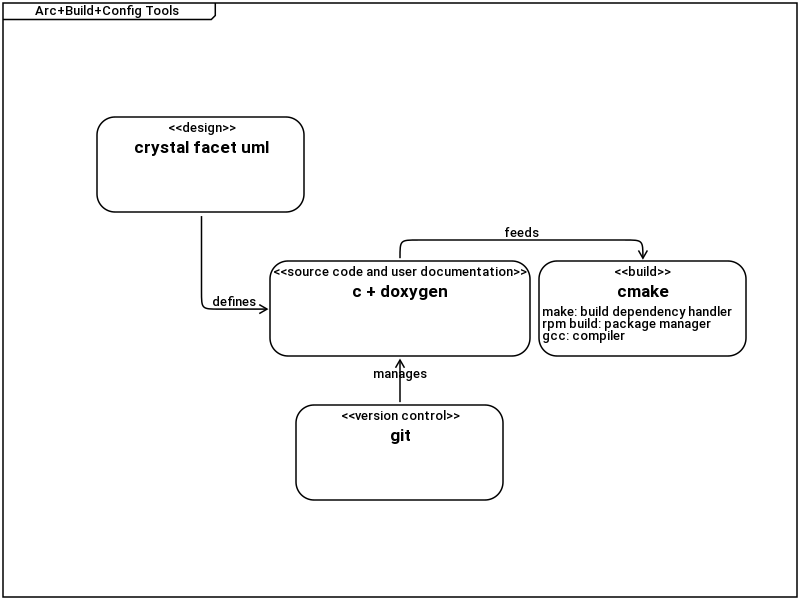 Arc+Build+Config Tools
<<design>>
crystal facet uml
feeds
defines
<<source code and user documentation>>
c + doxygen
<<build>>
cmake
make: build dependency handler
rpm build: package manager
gcc: compiler
manages
<<version control>>
git